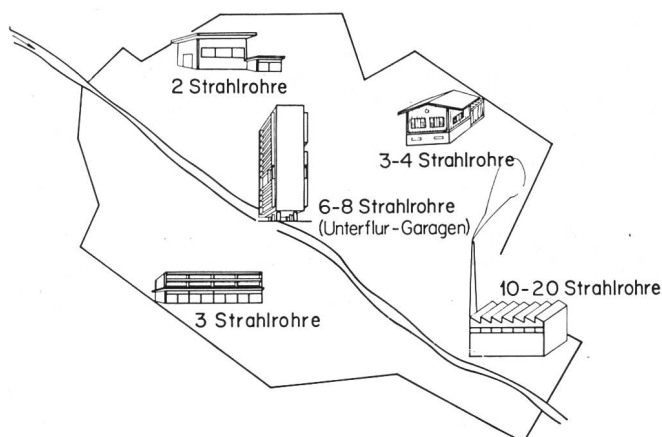 2 Strahlrohre
3-4 Strahlrohre
6-8 Strahlrohre
(Unterflur-Garagen)
10-20 Strahlrohre
3 Strahlrohre